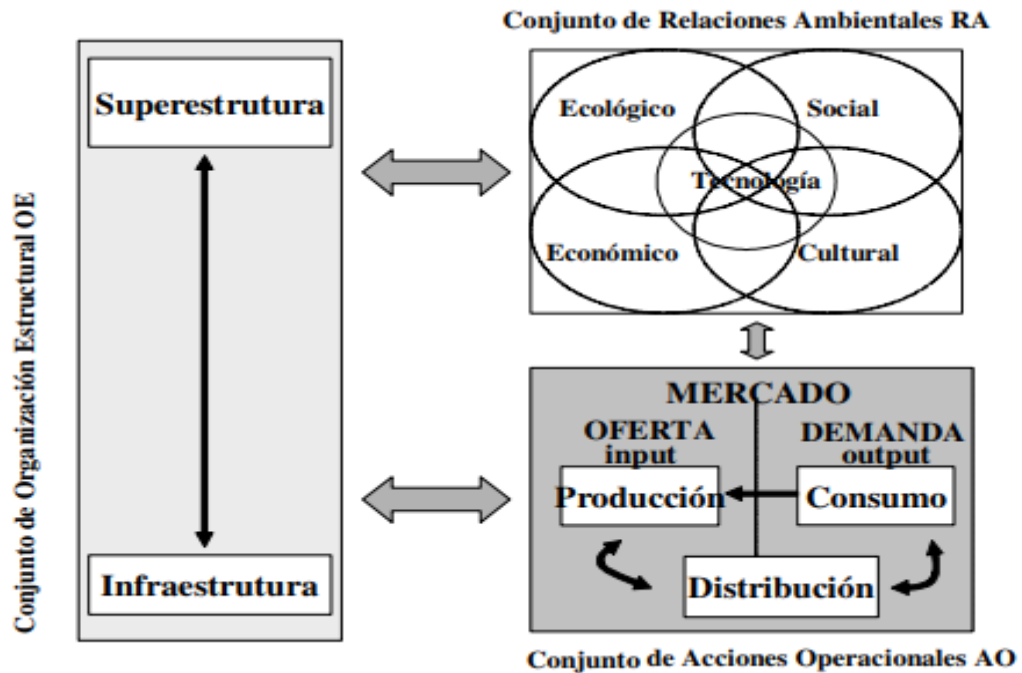 Conjunto de Organización Estructural OE
Superestrutura
Infraestrutura
Conjunto de Relaciones Ambientales RA
Ecológico
Social
Tecnología
Económico
Cultural
MERCADO
OFERTA
input
DEMANDA
output
Producción
Consumo
Distribución
Conjunto de Acciones Operacionales AO